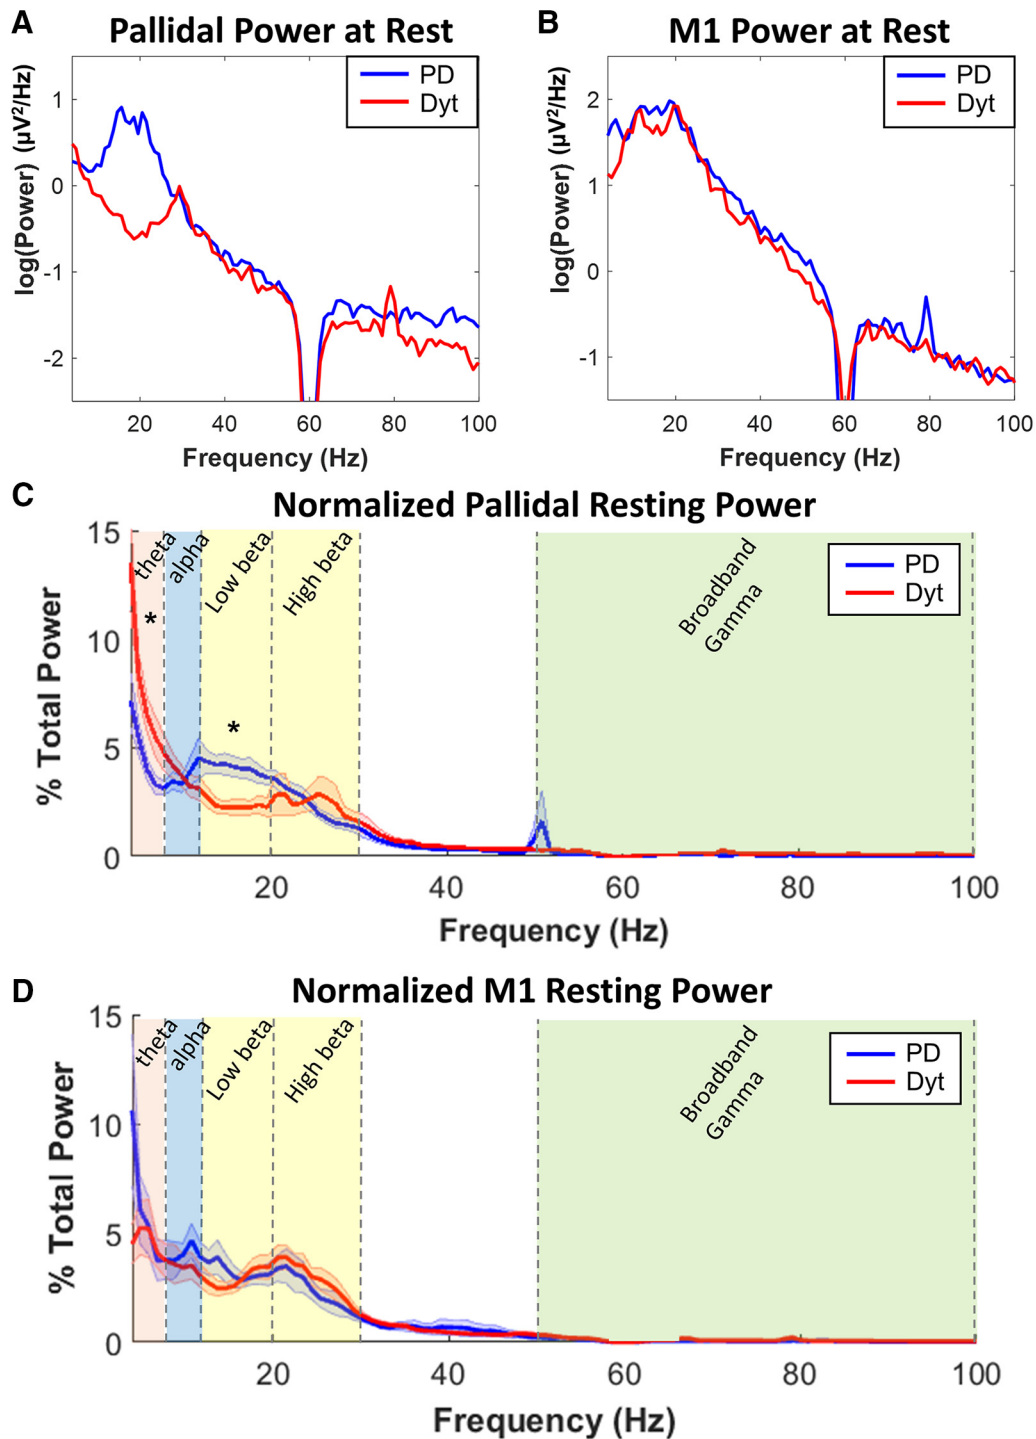 A
Pallidal Power at Rest
PD
Dyt
log(Power) (µV²/Hz)
1
0
-1
-2
20
40
60
80
100
Frequency (Hz)
B
M1 Power at Rest
PD
Dyt
log(Power) (µV²/Hz)
2
1
0
-1
20
40
60
80
100
Frequency (Hz)
C
Normalized Pallidal Resting Power
theta
alpha
Low beta
High beta
Broadband
Gamma
PD
Dyt
*
*
% Total Power
15
10
5
0
20
40
60
80
100
Frequency (Hz)
D
Normalized M1 Resting Power
theta
alpha
Low beta
High beta
Broadband
Gamma
PD
Dyt
% Total Power
15
10
5
0
20
40
60
80
100
Frequency (Hz)